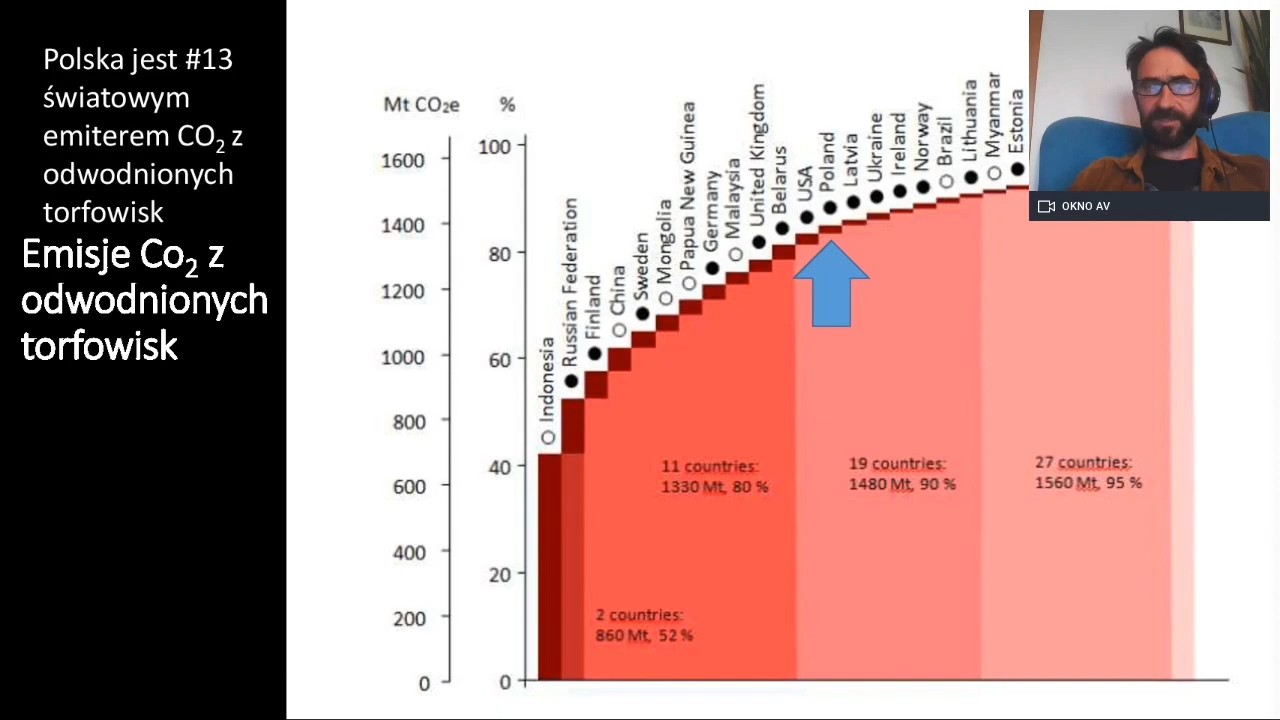 Polska jest #13
światowym
emiterem CO₂ z
odwodnionych
torfowisk
Emisje Co₂ z
odwodnionych
torfowisk
Mt CO₂e
%
1600
1400
1200
1000
800
600
400
200
0
100
80
60
40
20
0
Indonesia
Russian Federation
Finland
China
Sweden
Mongolia
Papua New Guinea
Germany
Malaysia
United Kingdom
Belarus
USA
Poland
Latvia
Ukraine
Ireland
Norway
Brazil
Lithuania
Myanmar
Estonia
2 countries:
860 Mt, 52 %
11 countries:
1330 Mt, 80 %
19 countries:
1480 Mt, 90 %
27 countries:
1560 Mt, 95 %
OKNO AV